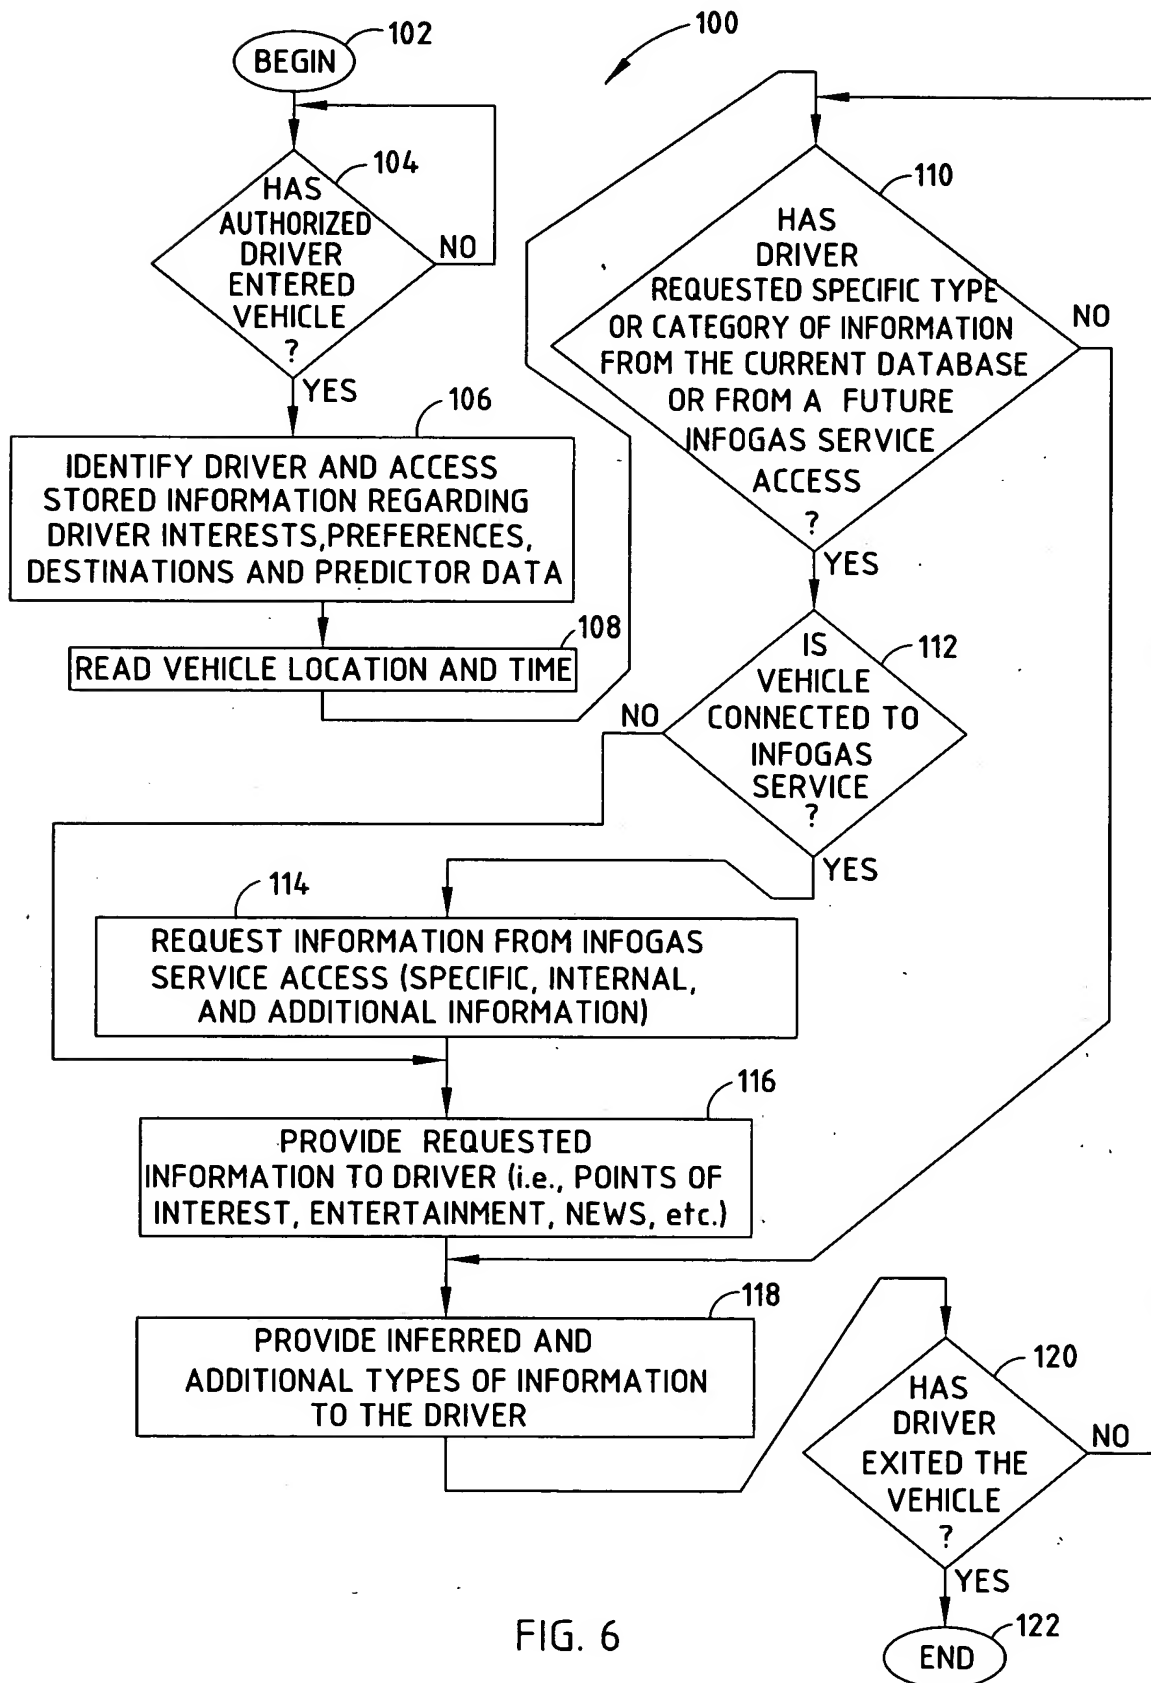 100
BEGIN
102
HAS
AUTHORIZED
DRIVER
ENTERED
VEHICLE
?
104
NO
YES
106
IDENTIFY DRIVER AND ACCESS
STORED INFORMATION REGARDING
DRIVER INTERESTS,PREFERENCES,
DESTINATIONS AND PREDICTOR DATA
108
READ VEHICLE LOCATION AND TIME
110
HAS
DRIVER
REQUESTED SPECIFIC TYPE
OR CATEGORY OF INFORMATION
FROM THE CURRENT DATABASE
OR FROM A FUTURE
INFOGAS SERVICE
ACCESS
?
NO
YES
112
IS
VEHICLE
CONNECTED TO
INFOGAS
SERVICE
?
NO
YES
114
REQUEST INFORMATION FROM INFOGAS
SERVICE ACCESS (SPECIFIC, INTERNAL,
AND ADDITIONAL INFORMATION)
116
PROVIDE REQUESTED
INFORMATION TO DRIVER (i.e., POINTS OF
INTEREST, ENTERTAINMENT, NEWS, etc.)
118
PROVIDE INFERRED AND
ADDITIONAL TYPES OF INFORMATION
TO THE DRIVER
120
HAS
DRIVER
EXITED THE
VEHICLE
?
NO
YES
122
END
FIG. 6